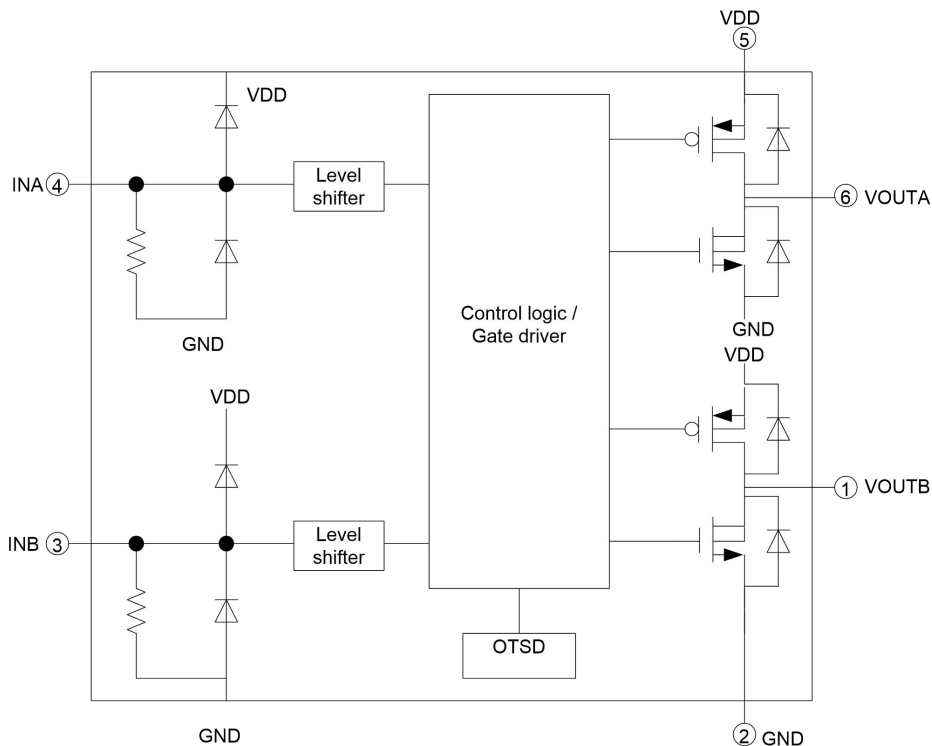 VDD
5
VDD
INA 4
Level
shifter
6 VOUTA
Control logic /
Gate driver
GND
GND
VDD
VDD
1 VOUTB
INB 3
Level
shifter
OTSD
GND
2 GND